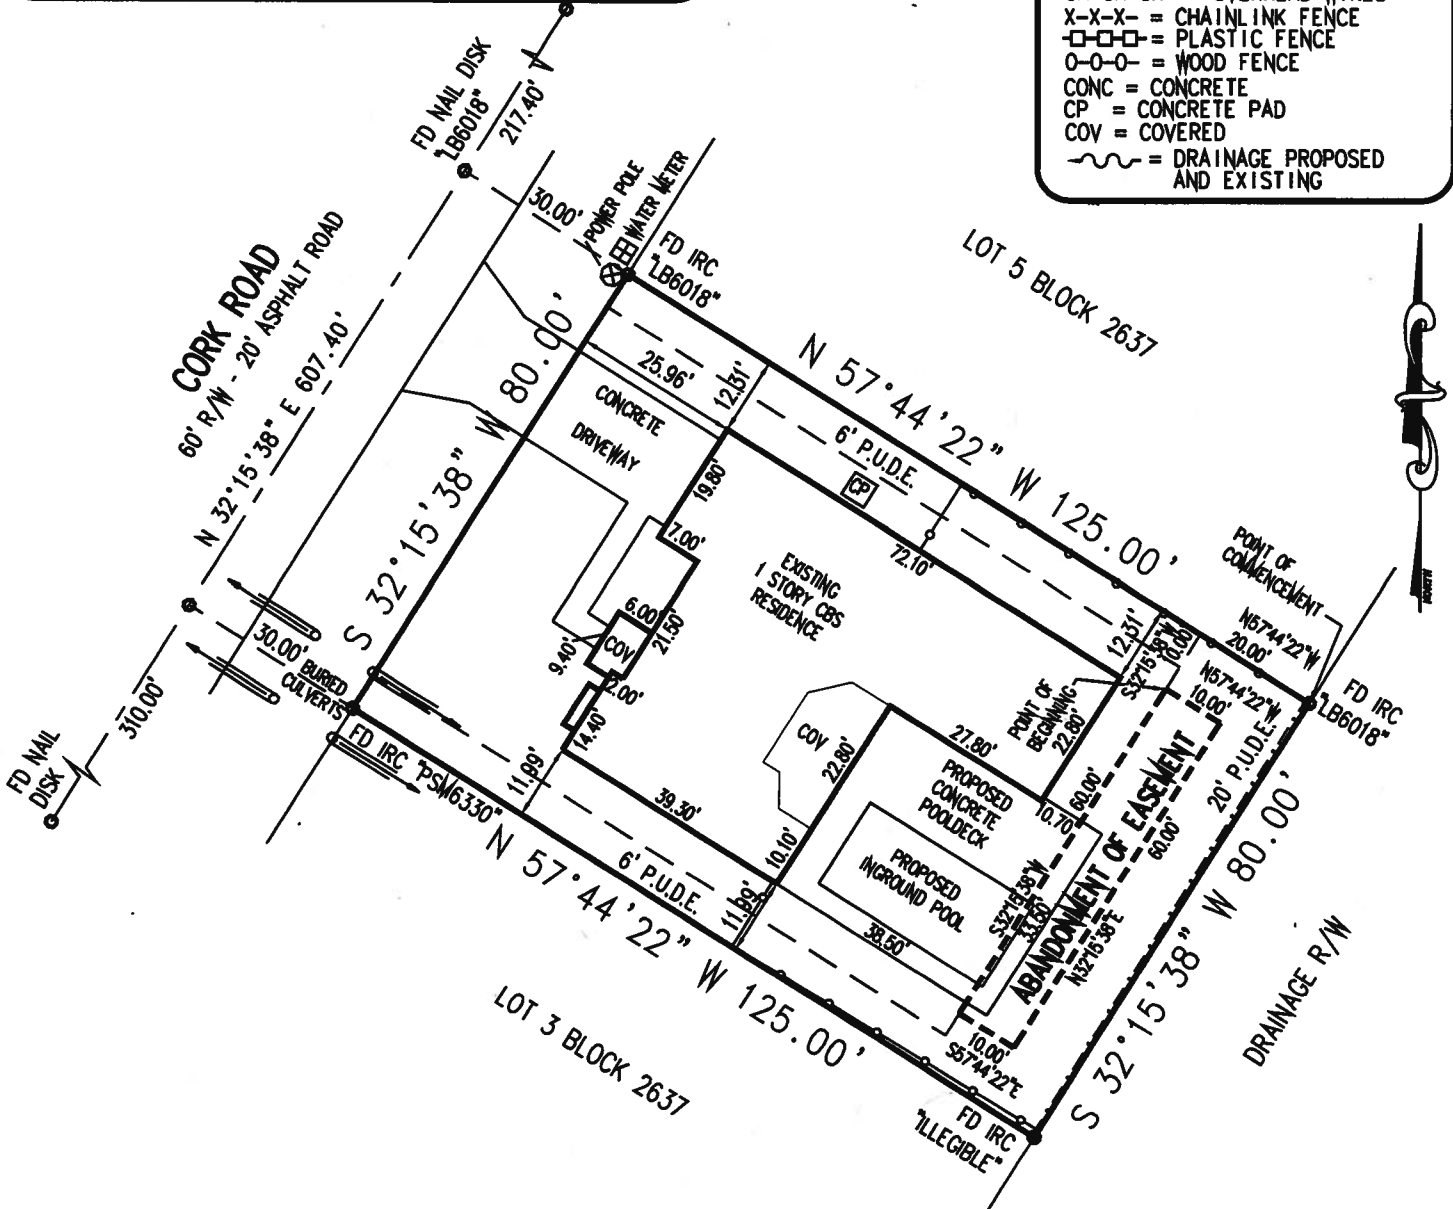 X-X-X- = CHAINLINK FENCE
= PLASTIC FENCE
O-O-O- = WOOD FENCE
CONC = CONCRETE
CP = CONCRETE PAD
COV = COVERED
= DRAINAGE PROPOSED
AND EXISTING
FD NAIL DISK
"LB6018"
217.40'
30.00'
POWER POLE
WATER METER
FD IRC
"LB6018"
LOT 5 BLOCK 2637
CORK ROAD
60' R/W - 20' ASPHALT ROAD
N 32°15'38" E 607.40'
S 32°15'38" W 80.00'
N 57°44'22" W 125.00'
25.96'
12.31'
CONCRETE
DRIVEWAY
6' P.U.D.E.
CP
19.80'
7.00'
72.10'
EXISTING
1 STORY CBS
RESIDENCE
6.00'
21.50'
COV
9.40'
2.00'
14.40'
30.00'
BURIED
CULVERTS
310.00'
FD NAIL
DISK
FD IRC "PSM6330"
11.99'
39.30'
6' P.U.D.E.
N 57°44'22" W 125.00'
LOT 3 BLOCK 2637
COV
22.80'
10.10'
11.99'
27.80'
PROPOSED
CONCRETE
POOLDECK
PROPOSED
INGROUND POOL
38.50'
10.70'
POINT OF
BEGINNING
22.80'
12.31'
S32°15'38"W
10.00'
POINT OF
COMMENCEMENT
N57°44'22"W
20.00'
N57°44'22"W
10.00'
FD IRC
"LB6018"
20' P.U.D.E.
60.00'
S32°15'38"W
33.60'
ABANDONMENT OF EASEMENT
60.00'
N32°15'38"E
10.00'
S57°44'22"E
S 32°15'38" W 80.00'
DRAINAGE R/W
FD IRC
"ILLEGIBLE"
NORTH